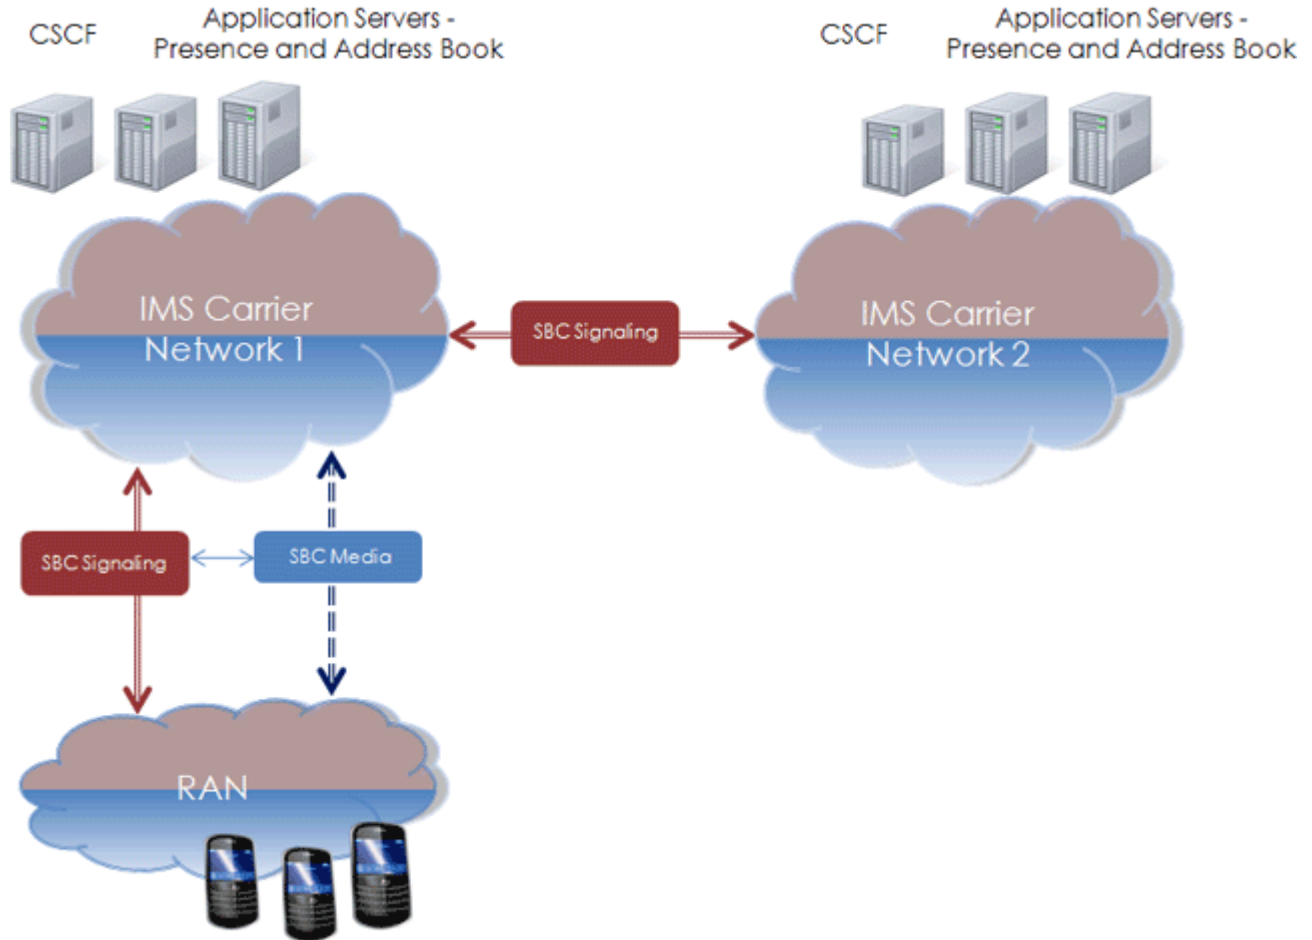 CSCF
Application Servers -
Presence and Address Book
CSCF
Application Servers -
Presence and Address Book
IMS Carrier
Network 1
SBC Signaling
IMS Carrier
Network 2
SBC Signaling
SBC Media
RAN